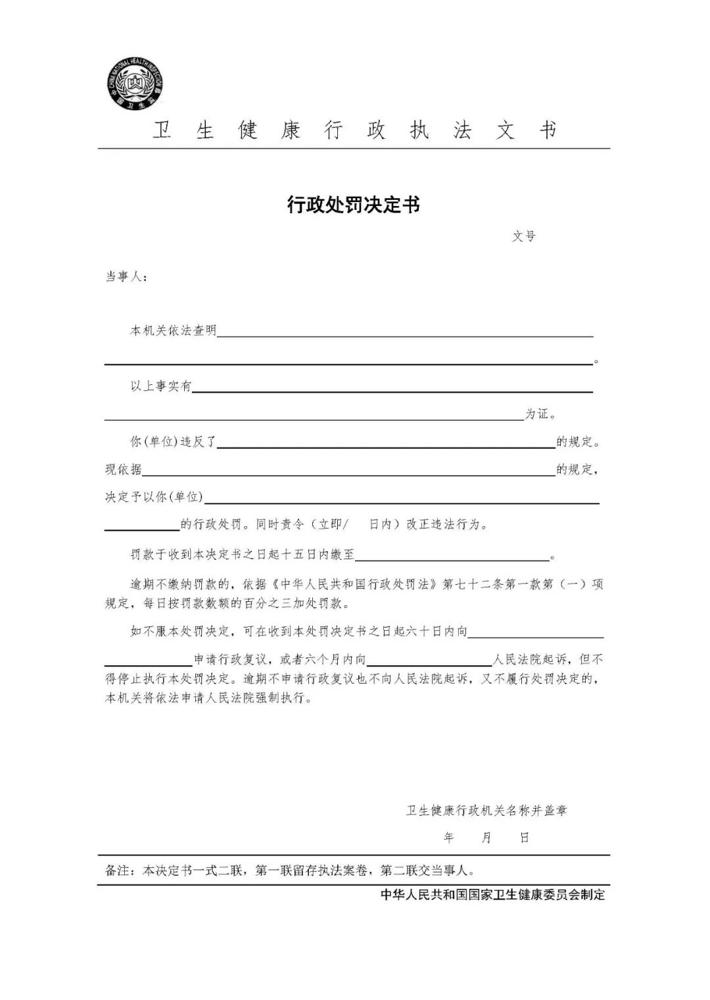 CHINA NATIONAL HEALTH INSPECTION
中国卫生监督
卫生健康行政执法文书
行政处罚决定书
文号
当事人：
本机关依法查明
。
以上事实有
为证。
你(单位)违反了的规定。
现依据的规定，
决定予以你(单位)
的行政处罚。同时责令（立即/　日内）改正违法行为。
罚款于收到本决定书之日起十五日内缴至。
逾期不缴纳罚款的，依据《中华人民共和国行政处罚法》第七十二条第一款第（一）项
规定，每日按罚款数额的百分之三加处罚款。
如不服本处罚决定，可在收到本处罚决定书之日起六十日内向
申请行政复议，或者六个月内向人民法院起诉，但不
得停止执行本处罚决定。逾期不申请行政复议也不向人民法院起诉，又不履行处罚决定的，
本机关将依法申请人民法院强制执行。
卫生健康行政机关名称并盖章
年　月　日
备注：本决定书一式二联，第一联留存执法案卷，第二联交当事人。
中华人民共和国国家卫生健康委员会制定